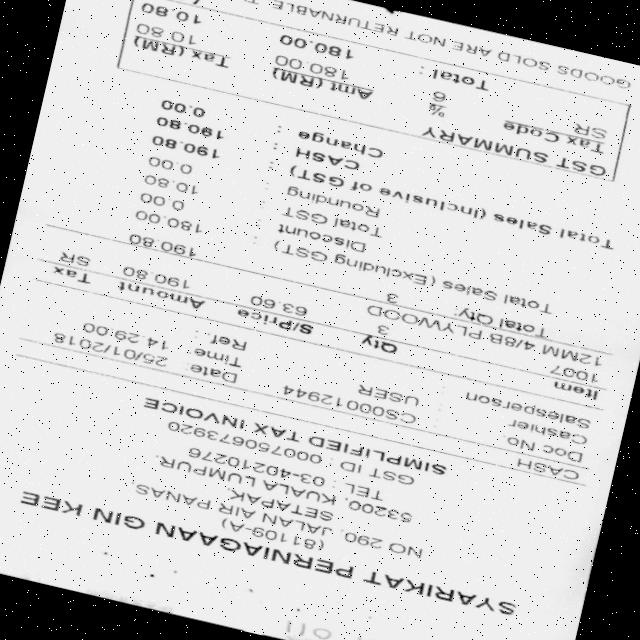 SYARIKAT PERNIAGAAN GIN KEE
(81109-A)
NO 290, JALAN AIR PANAS
SETAPAK
53200, KUALA LUMPUR.
TEL : 03-40210276
GST ID : 000750673920
SIMPLIFIED TAX INVOICE
CASH
Doc No. : CS00012944 Date: 25/01/2018
Cashier : USER Time: 14:29:00
Salesperson : Ref.:
Item Qty S/Price Amount Tax
1007
12MM 4/8B PLYWOOD 3 63.60 190.80 SR
Total Qty: 3 190.80
Total Sales (Excluding GST) : 180.00
Discount : 0.00
Total GST : 10.80
Rounding : 0.00
Total Sales (Inclusive of GST) : 190.80
CASH : 190.80
Change : 0.00
GST SUMMARY
Tax Code % Amt (RM) Tax (RM)
SR 6 180.00 10.80
Total : 180.00 10.80
GOODS SOLD ARE NOT RETURNABLE,